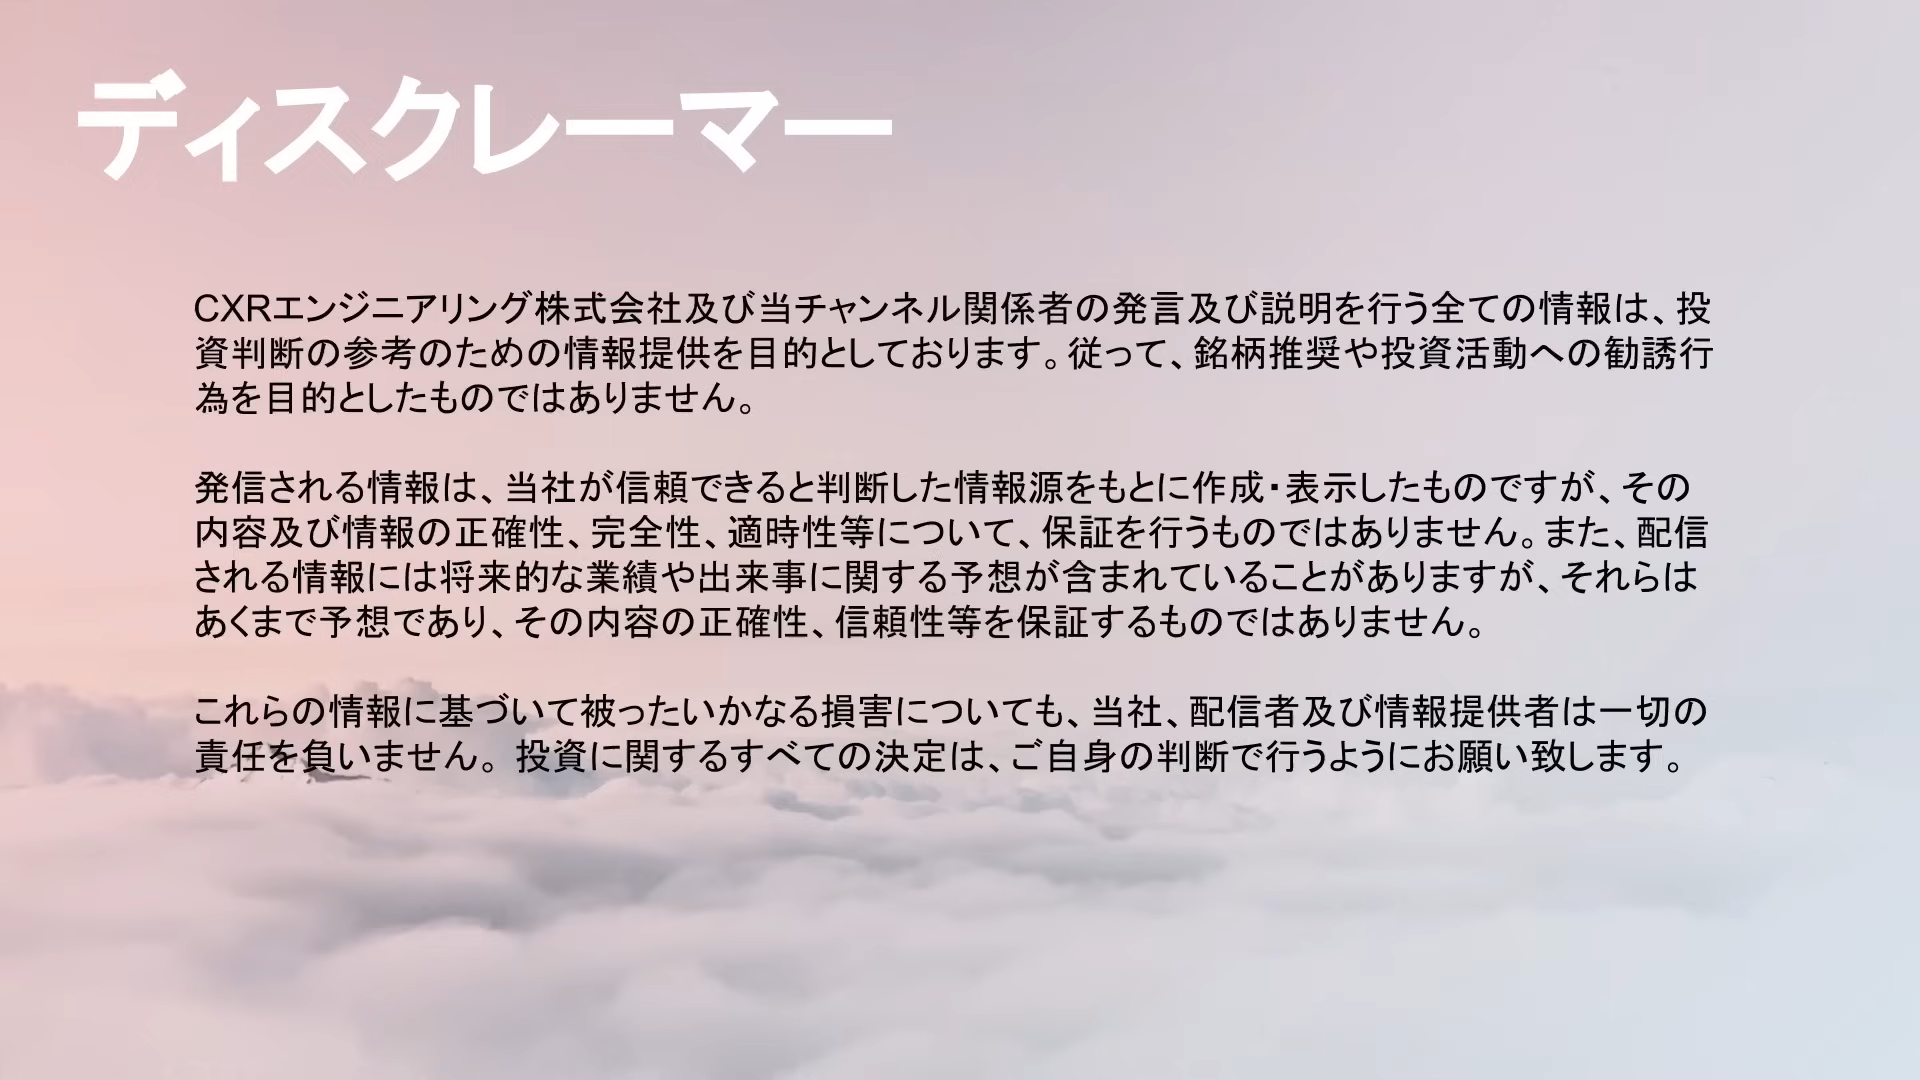 ディスクレーマー
CXRエンジニアリング株式会社及び当チャンネル関係者の発言及び説明を行う全ての情報は、投
資判断の参考のための情報提供を目的としております。従って、銘柄推奨や投資活動への勧誘行
為を目的としたものではありません。
発信される情報は、当社が信頼できると判断した情報源をもとに作成・表示したものですが、その
内容及び情報の正確性、完全性、適時性等について、保証を行うものではありません。また、配信
される情報には将来的な業績や出来事に関する予想が含まれていることがありますが、それらは
あくまで予想であり、その内容の正確性、信頼性等を保証するものではありません。
これらの情報に基づいて被ったいかなる損害についても、当社、配信者及び情報提供者は一切の
責任を負いません。 投資に関するすべての決定は、ご自身の判断で行うようにお願い致します。